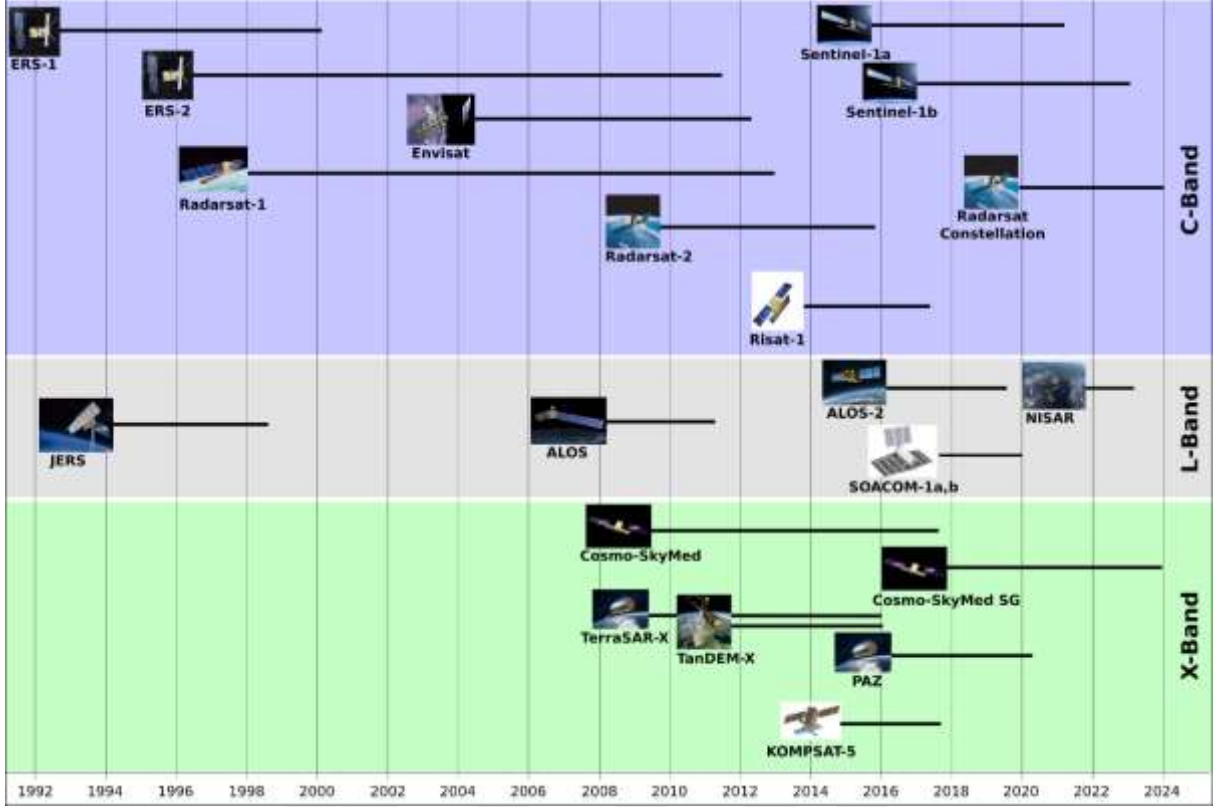 ERS-1
Sentinel-1a
ERS-2
Sentinel-1b
Envisat
Radarsat-1
Radarsat
Constellation
Radarsat-2
Risat-1
C-Band
ALOS-2
NISAR
JERS
ALOS
SOACOM-1a,b
L-Band
Cosmo-SkyMed
Cosmo-SkyMed SG
TerraSAR-X
TanDEM-X
PAZ
KOMPSAT-5
X-Band
1992 1994 1996 1998 2000 2002 2004 2006 2008 2010 2012 2014 2016 2018 2020 2022 2024